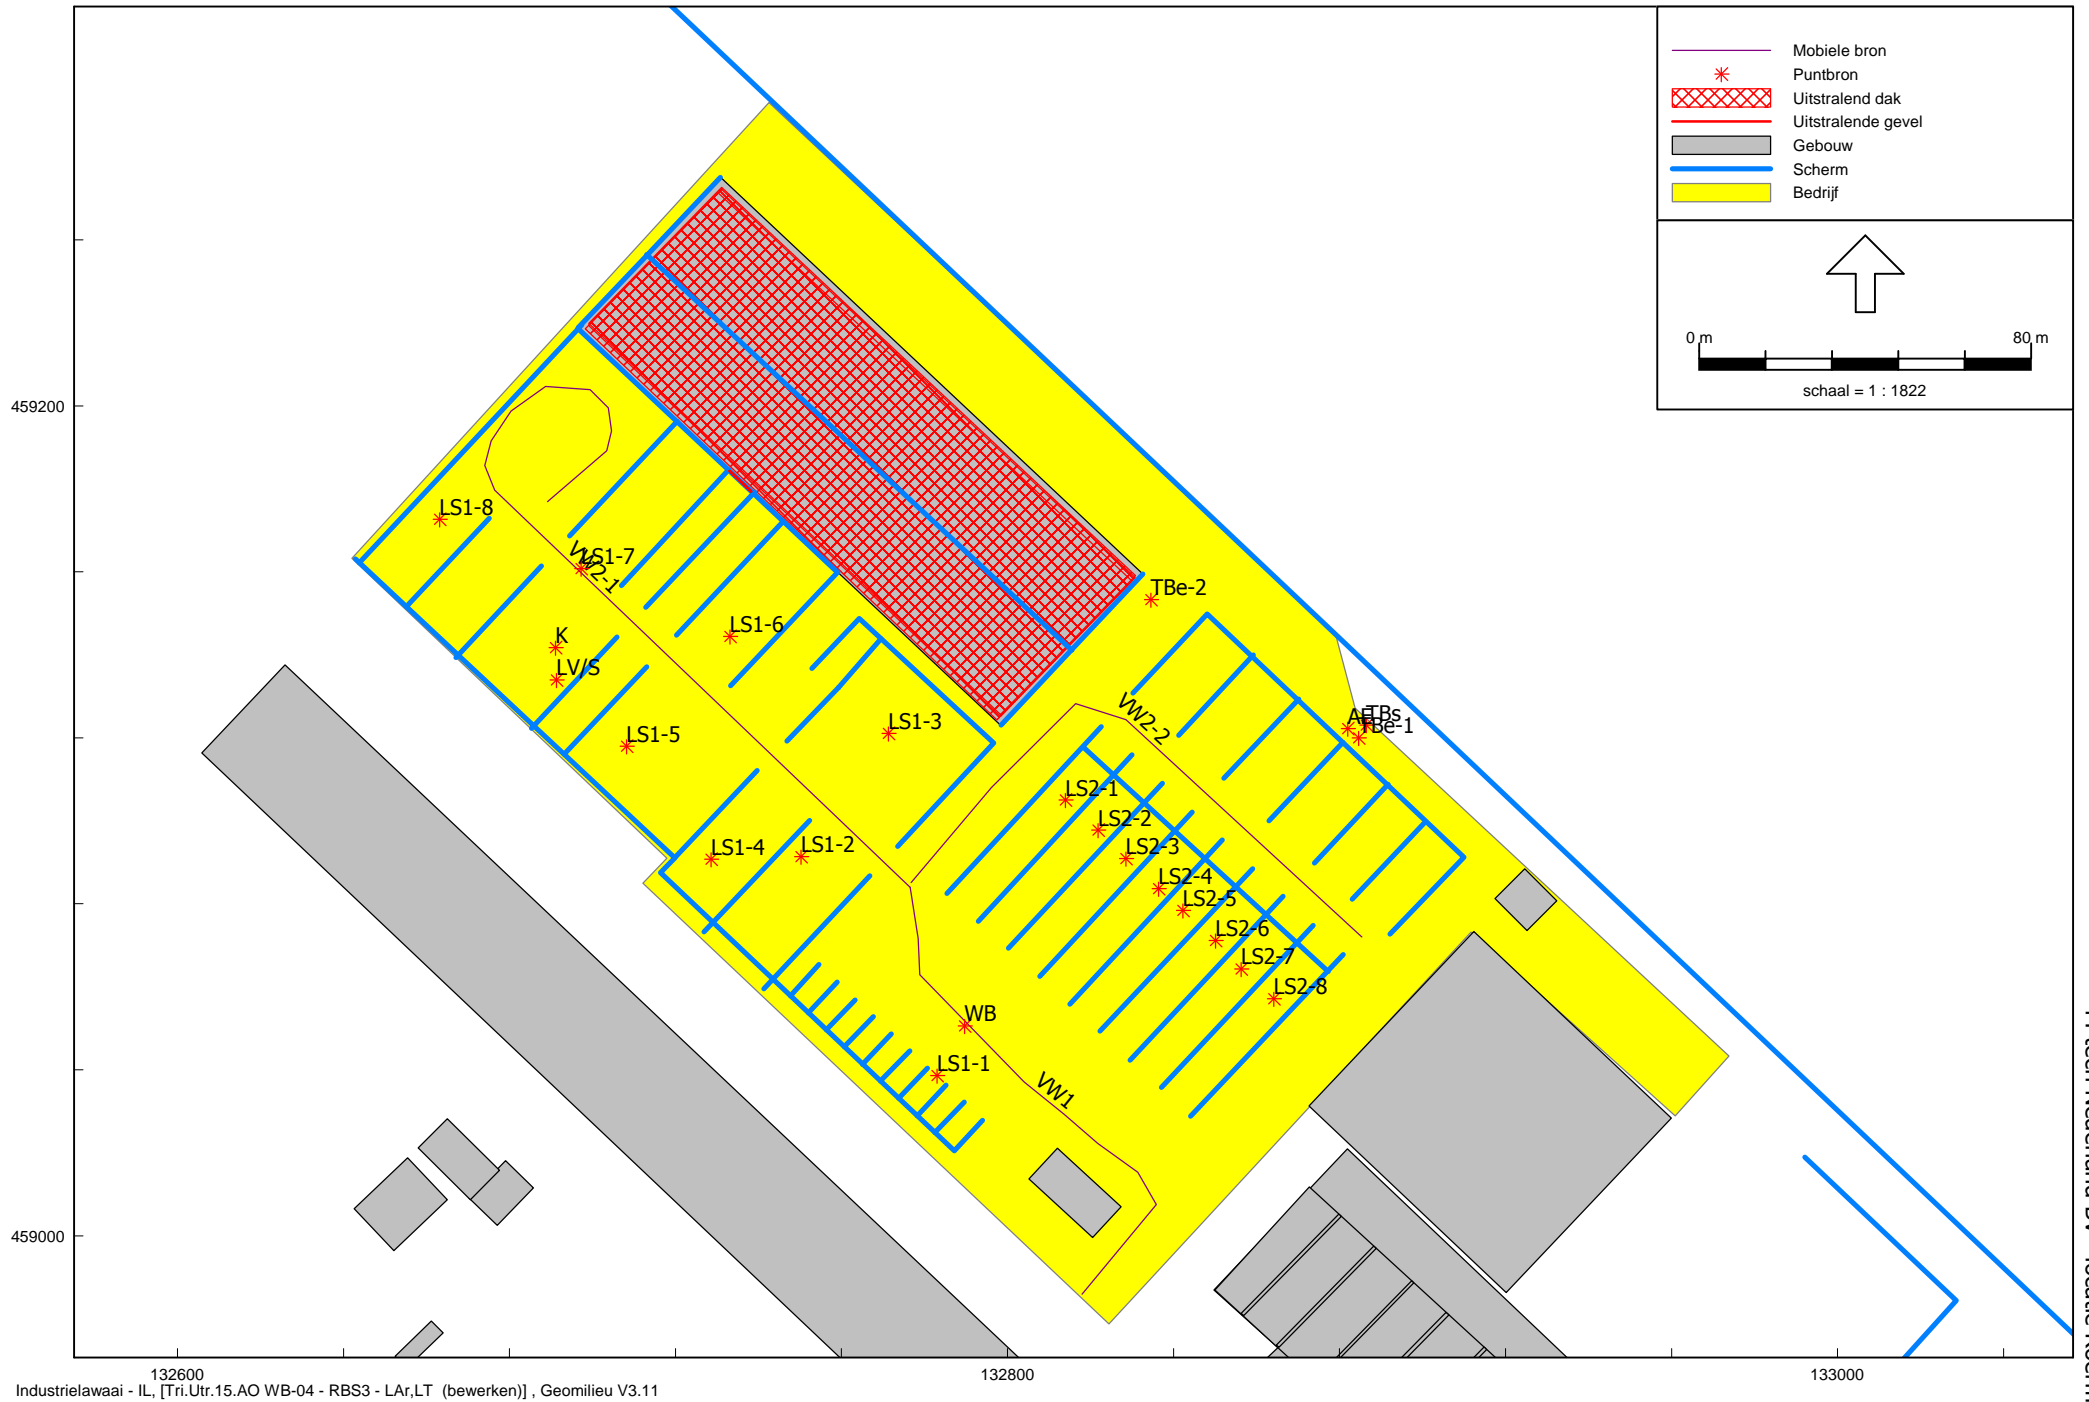 Mobiele bron
Puntbron
Uitstralend dak
Uitstralende gevel
Gebouw
Scherm
Bedrijf
0 m
80 m
schaal = 1 : 1822
459200
459000
132600
132800
133000
LS1-8
LS1-7
VW2-1
K
LV/S
LS1-6
LS1-5
LS1-3
LS1-4
LS1-2
TBe-2
VW2-2
TBs
TBe-1
LS2-1
LS2-2
LS2-3
LS2-4
LS2-5
LS2-6
LS2-7
LS2-8
WB
LS1-1
VW1
Industrielawaai - IL, [Tri.Utr.15.AO WB-04 - RBS3 - LAr,LT (bewerken)] , Geomilieu V3.11